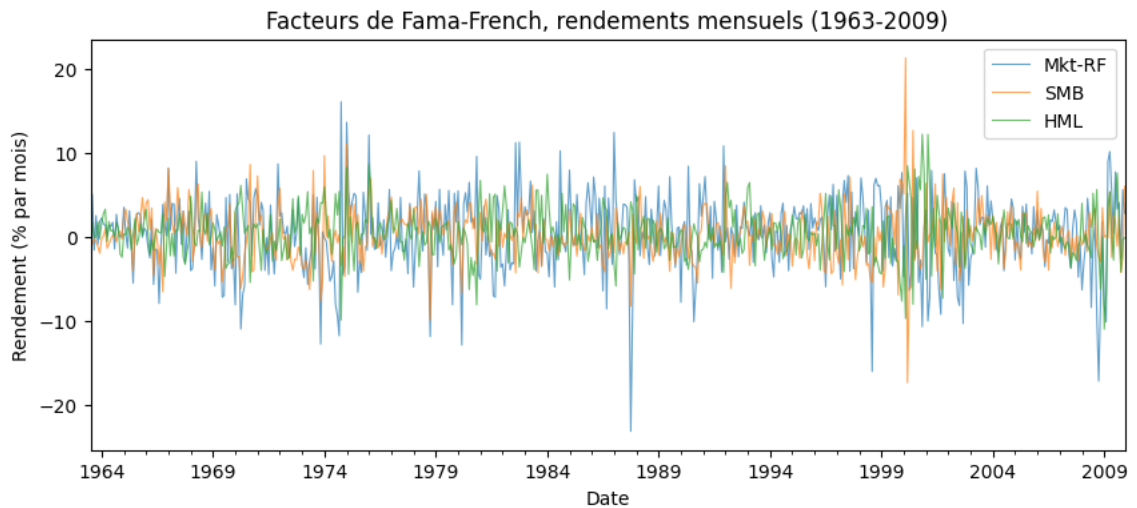 Facteurs de Fama-French, rendements mensuels (1963-2009)
Rendement (% par mois)
20
10
0
−10
−20
Mkt-RF
SMB
HML
1964 1969 1974 1979 1984 1989 1994 1999 2004 2009
Date